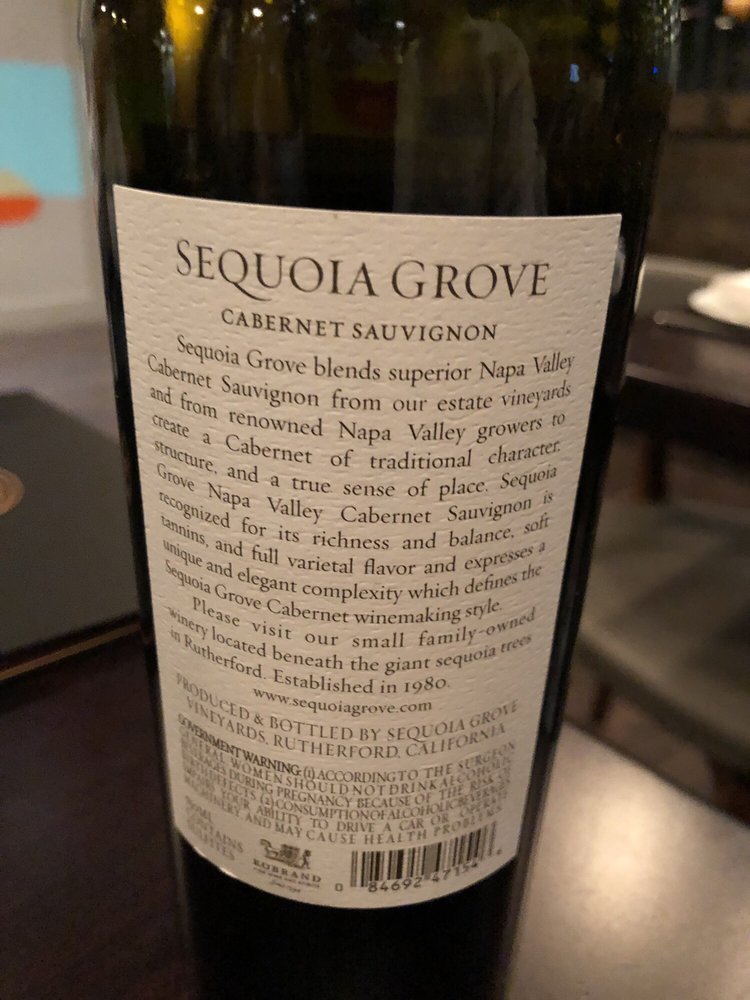 SEQUOIA GROVE
CABERNET SAUVIGNON
Sequoia Grove blends superior Napa Valley
Cabernet Sauvignon from our estate vineyards
and from renowned Napa Valley growers to
create a Cabernet of traditional character,
structure, and a true sense of place. Sequoia
Grove Napa Valley Cabernet Sauvignon is
recognized for its richness and balance, soft
tannins, and full varietal flavor and expresses a
unique and elegant complexity which defines the
Sequoia Grove Cabernet winemaking style.
Please visit our small family-owned
winery located beneath the giant sequoia trees
in Rutherford. Established in 1980.
www.sequoiagrove.com
PRODUCED & BOTTLED BY SEQUOIA GROVE
VINEYARDS, RUTHERFORD, CALIFORNIA
GOVERNMENT WARNING: (1) ACCORDING TO THE SURGEON
GENERAL WOMEN SHOULD NOT DRINK ALCOHOLIC
BEVERAGES DURING PREGNANCY BECAUSE OF THE RISK OF
BIRTH DEFECTS (2) CONSUMPTION OF ALCOHOLIC BEVERAGES
IMPAIRS YOUR ABILITY TO DRIVE A CAR OR OPERATE
MACHINERY AND MAY CAUSE HEALTH PROBLEMS
750ML
CONTAINS
SULFITES
KOBRAND
0 84692 47154